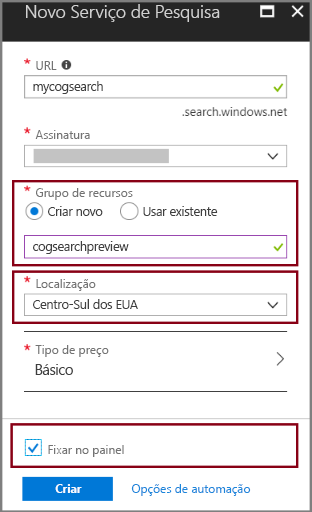 Novo Serviço de Pesquisa
* URL
mycogsearch
.search.windows.net
* Assinatura
* Grupo de recursos
Criar novo Usar existente
cogsearchpreview
* Localização
Centro-Sul dos EUA
* Tipo de preço
Básico
Fixar no painel
Criar Opções de automação